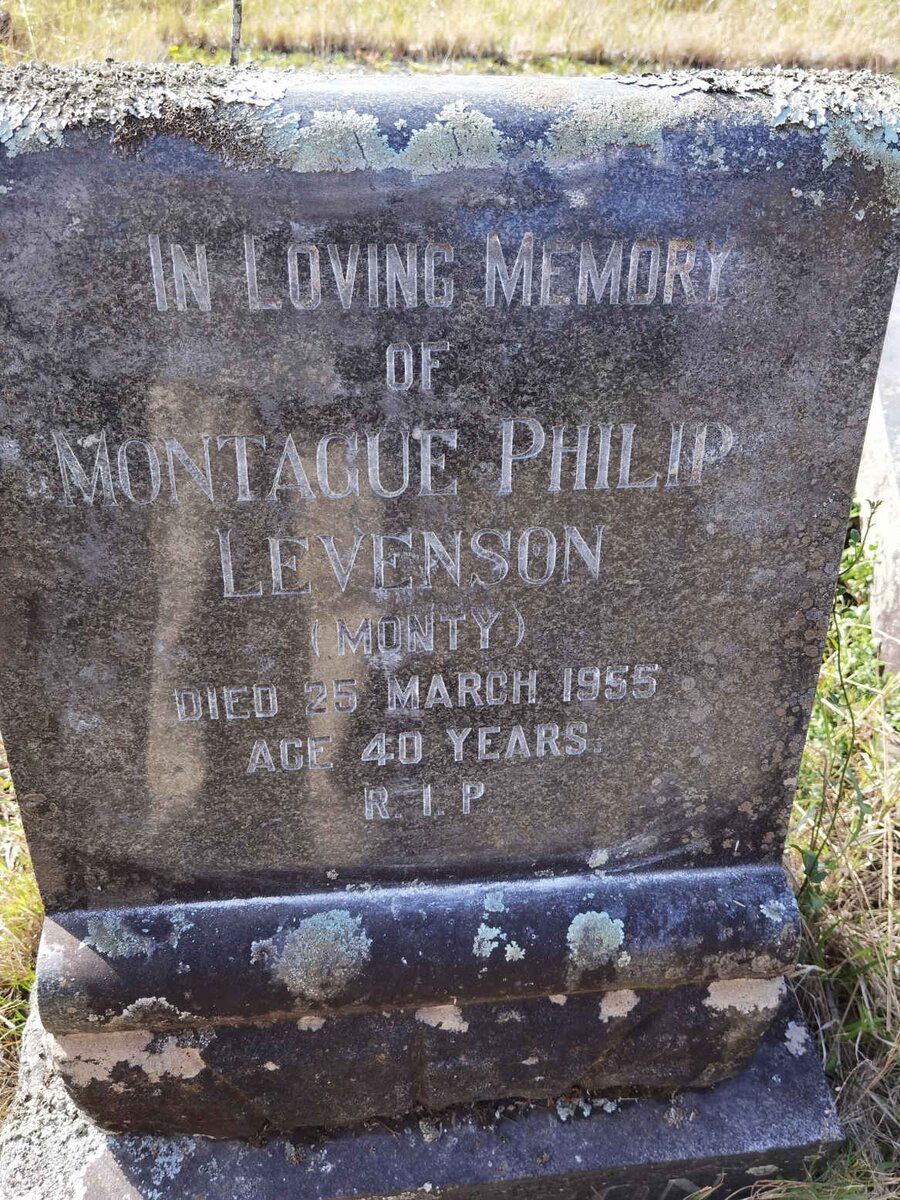 IN LOVING MEMORY
OF
MONTAGUE PHILIP
LEVENSON
(MONTY)
DIED 25 MARCH 1955
AGE 40 YEARS.
R. I. P